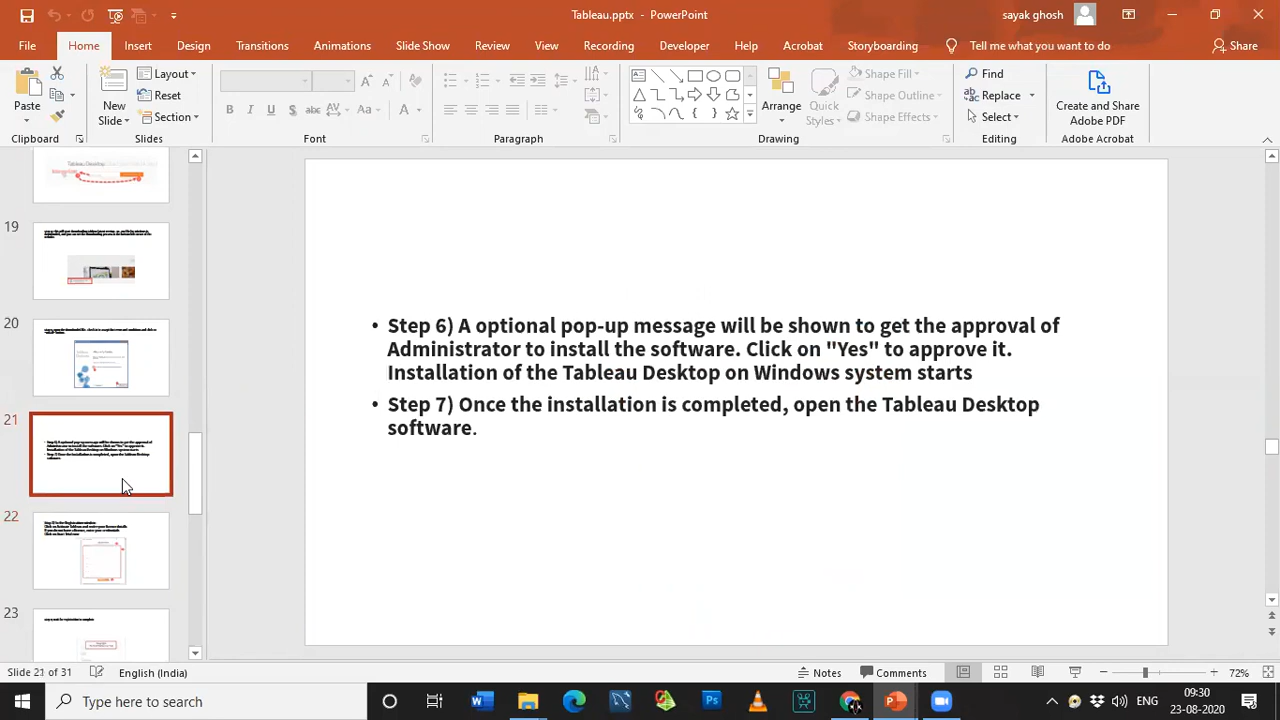 Tableau.pptx - PowerPoint
sayak ghosh
File Home Insert Design Transitions Animations Slide Show Review View Recording Developer Help Acrobat Storyboarding Tell me what you want to do Share
Paste
New Slide
Layout
Reset
Section
Arrange
Quick Styles
Shape Fill
Shape Outline
Shape Effects
Find
Replace
Select
Create and Share Adobe PDF
Clipboard Slides Font Paragraph Drawing Editing Adobe Acrobat
19
20
21
22
23
• Step 6) A optional pop-up message will be shown to get the approval of
Administrator to install the software. Click on "Yes" to approve it.
Installation of the Tableau Desktop on Windows system starts
• Step 7) Once the installation is completed, open the Tableau Desktop
software.
Slide 21 of 31 English (India) Notes Comments 72%
Type here to search
ENG
09:30
23-08-2020